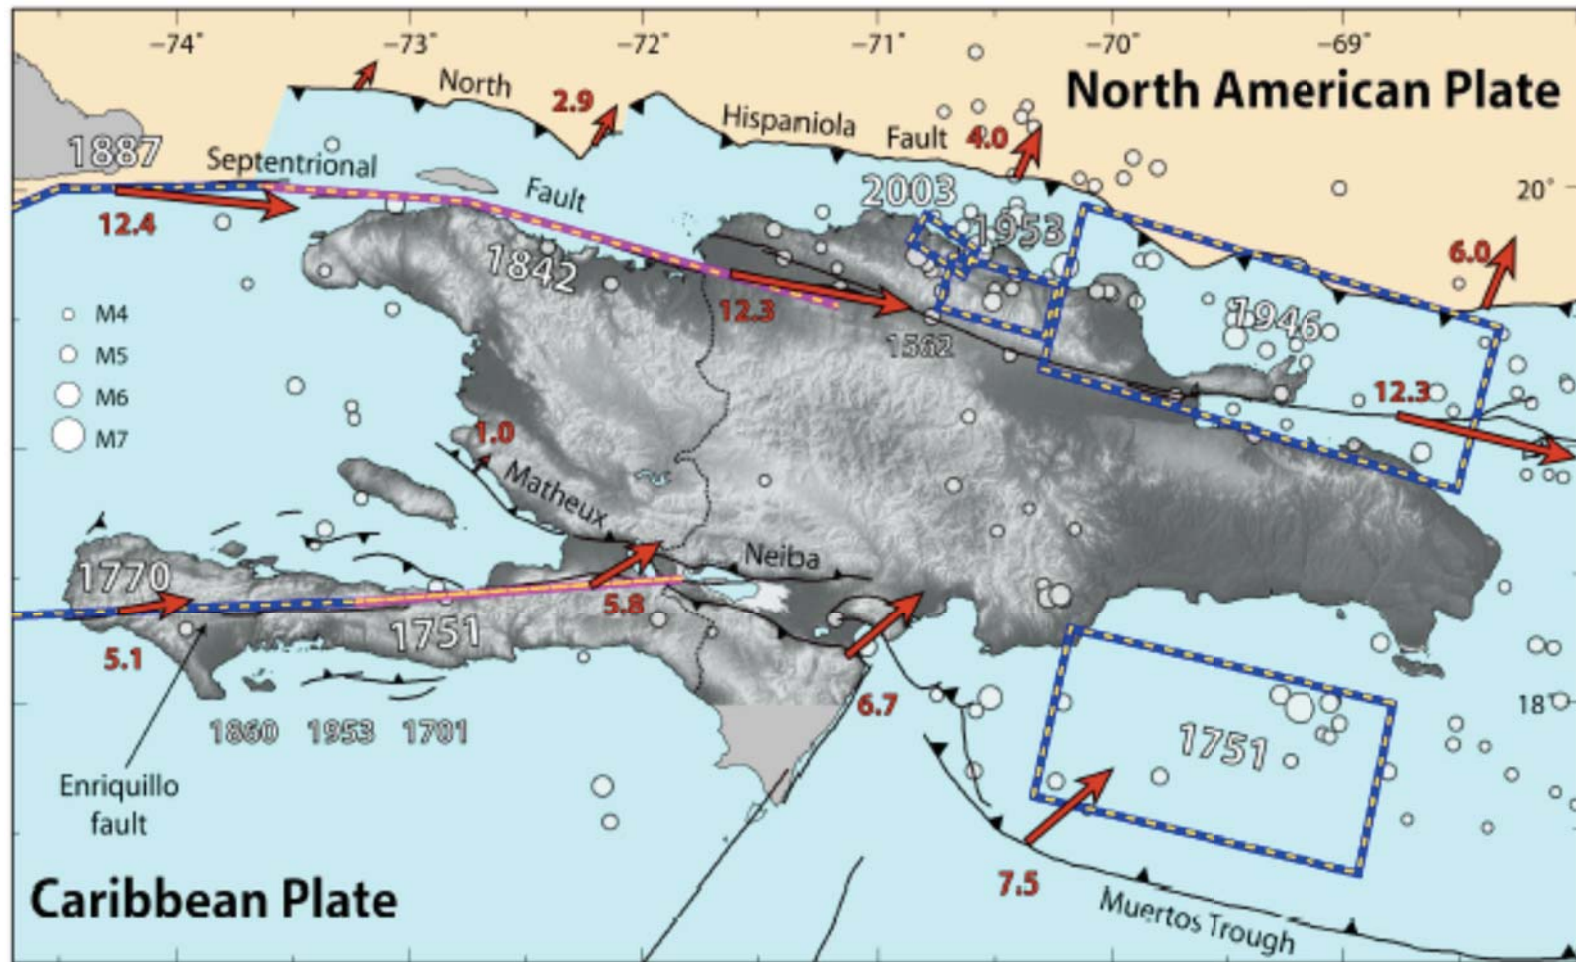 −74°
−73°
−72°
−71°
−70°
−69°
North American Plate
North
2.9
Hispaniola
Fault
4.0
1887
Septentrional
Fault
2003
1953
20°
12.4
1842
12.3
1562
1946
6.0
12.3
M4
M5
M6
M7
1.0
Matheux
Neiba
1770
5.8
1751
5.1
6.7
18°
1860 1953 1701
1751
Enriquillo
fault
7.5
Muertos Trough
Caribbean Plate